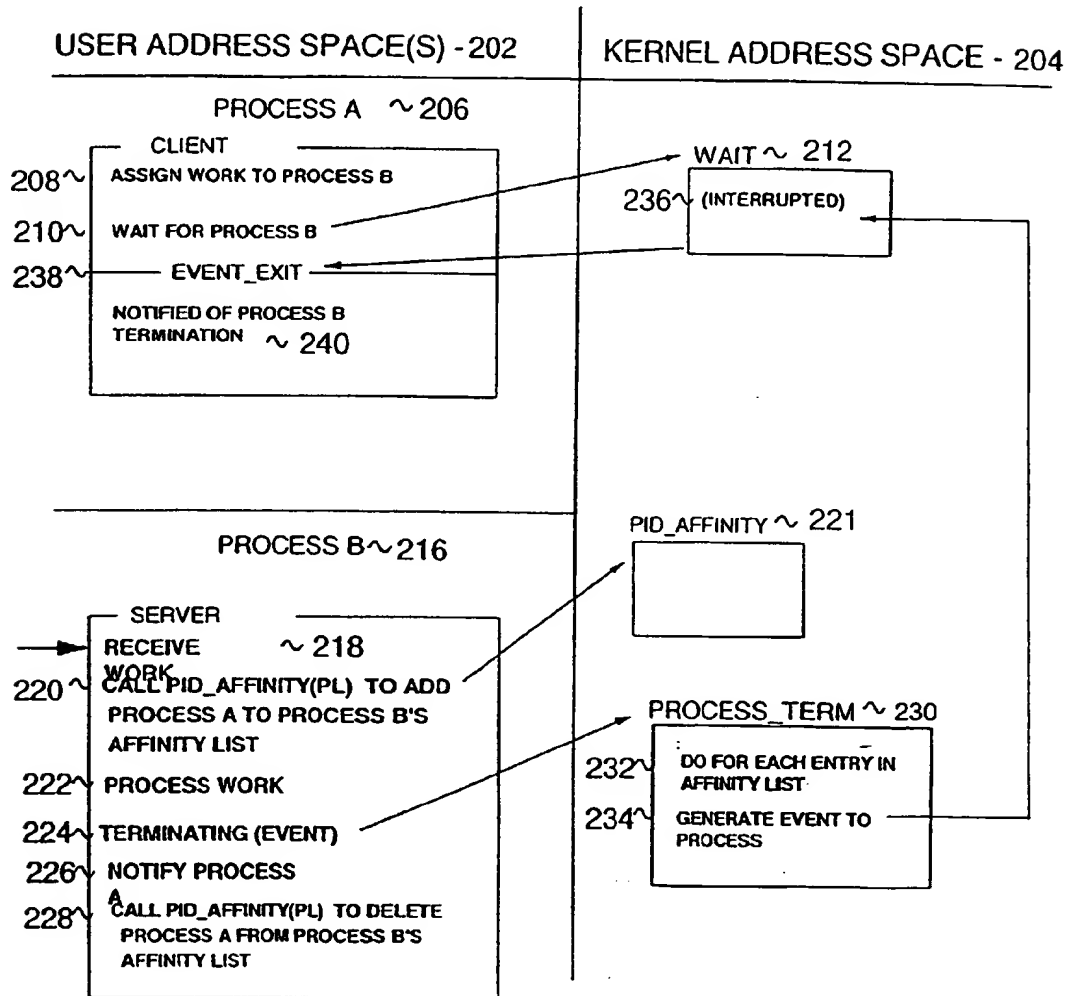 USER ADDRESS SPACE(S) - 202
KERNEL ADDRESS SPACE - 204
PROCESS A ~ 206
CLIENT
208~ ASSIGN WORK TO PROCESS B
210~ WAIT FOR PROCESS B
238~ EVENT_EXIT
NOTIFIED OF PROCESS B
TERMINATION ~ 240
WAIT ~ 212
236~ (INTERRUPTED)
PROCESS B ~ 216
SERVER
RECEIVE ~ 218
WORK
220~ CALL PID_AFFINITY(PL) TO ADD
PROCESS A TO PROCESS B'S
AFFINITY LIST
222~ PROCESS WORK
224~ TERMINATING (EVENT)
226~ NOTIFY PROCESS
A
228~ CALL PID_AFFINITY(PL) TO DELETE
PROCESS A FROM PROCESS B'S
AFFINITY LIST
PID_AFFINITY ~ 221
PROCESS_TERM ~ 230
232~ DO FOR EACH ENTRY IN
AFFINITY LIST
234~ GENERATE EVENT TO
PROCESS